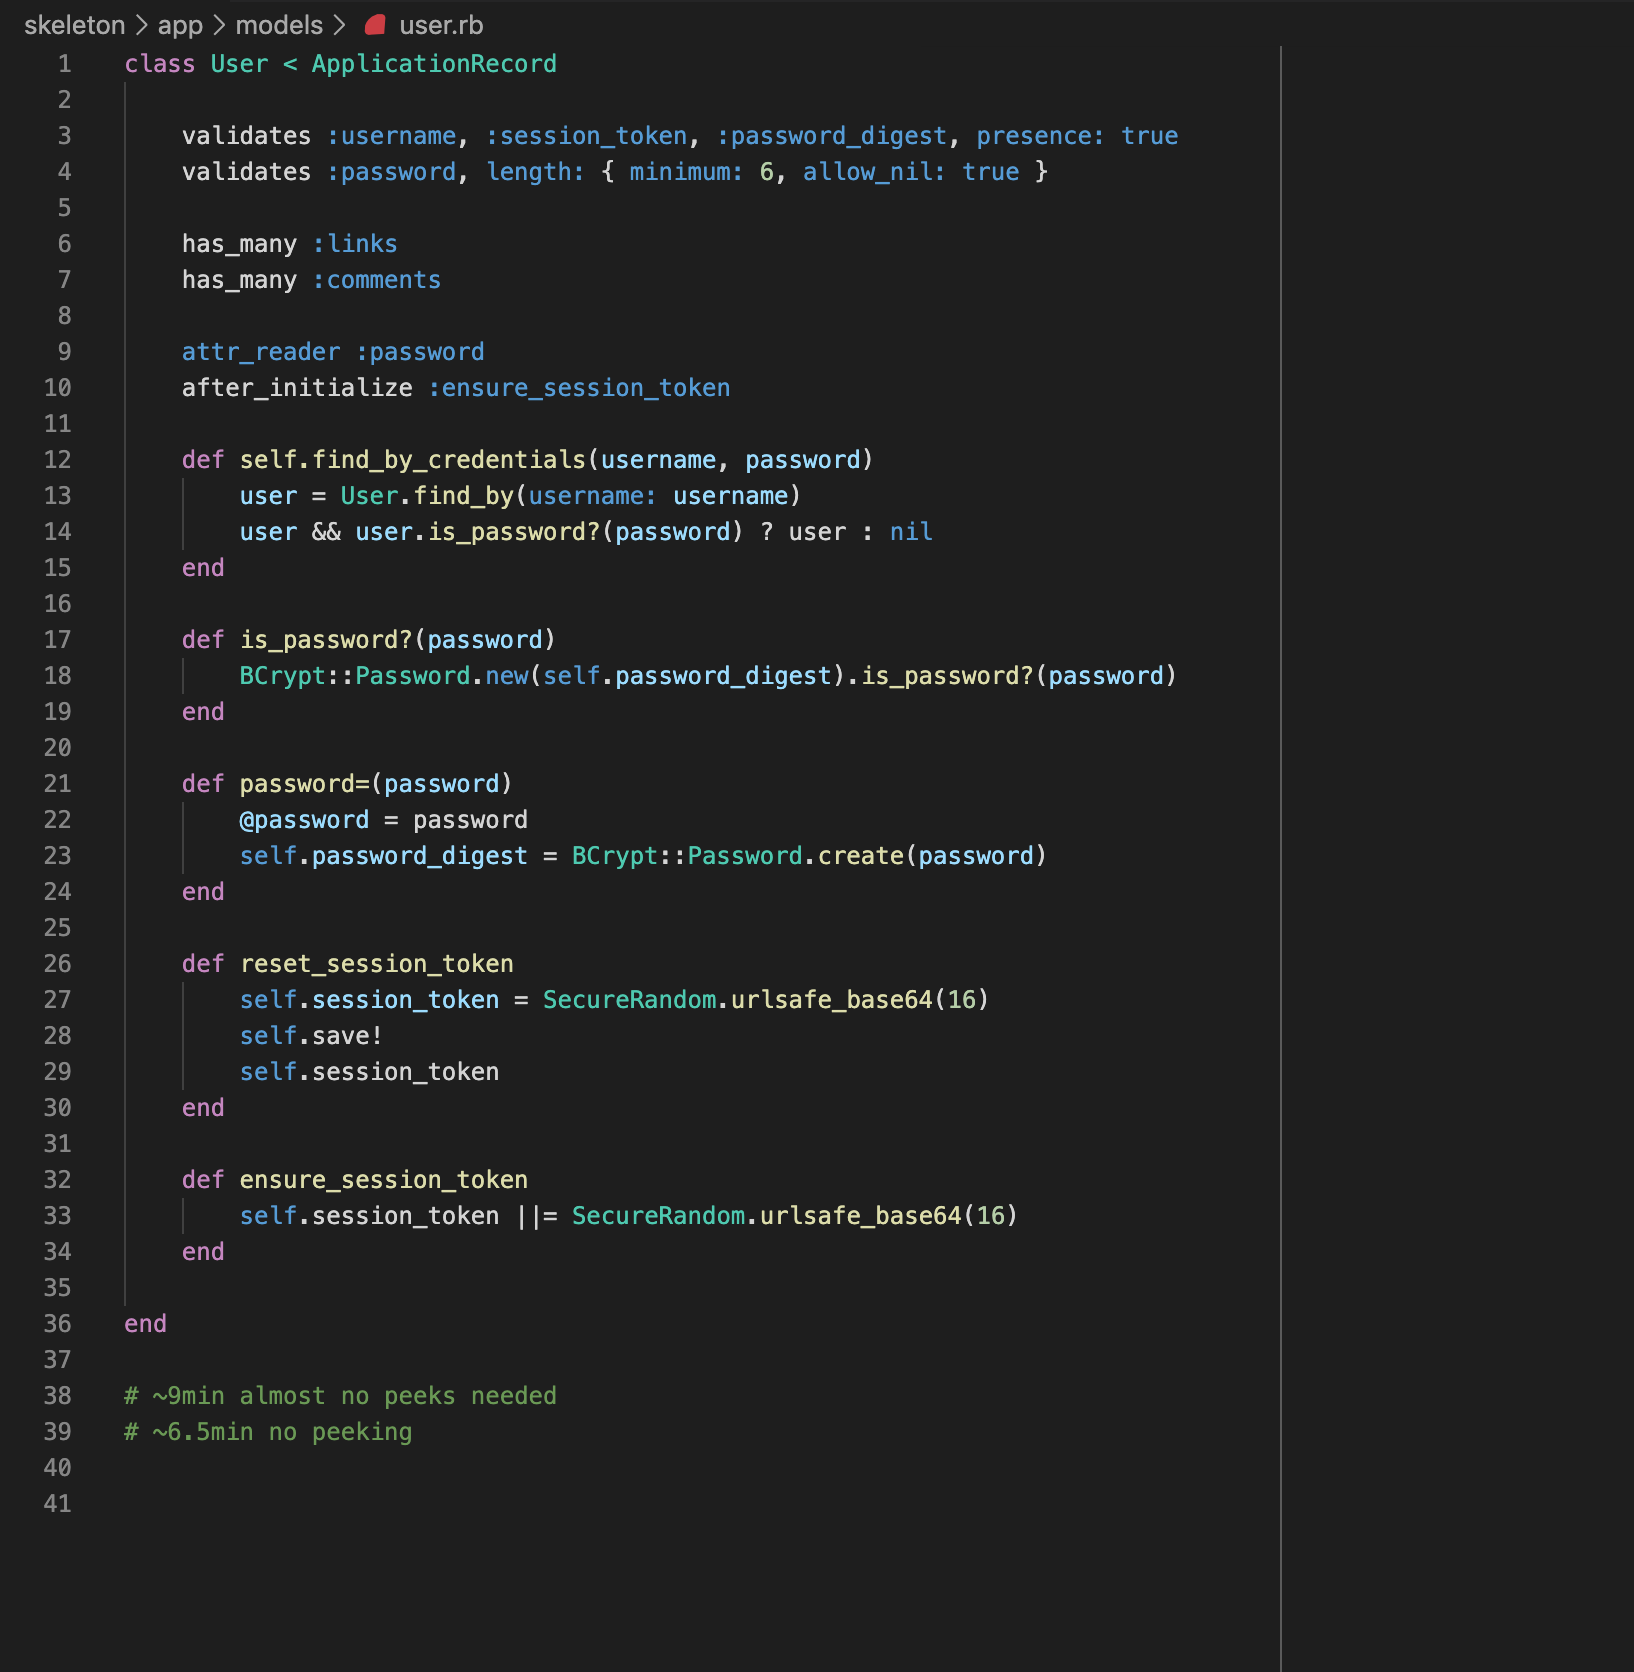 skeleton > app > models > user.rb
1 class User < ApplicationRecord
2
3     validates :username, :session_token, :password_digest, presence: true
4     validates :password, length: { minimum: 6, allow_nil: true }
5
6     has_many :links
7     has_many :comments
8
9     attr_reader :password
10     after_initialize :ensure_session_token
11
12     def self.find_by_credentials(username, password)
13         user = User.find_by(username: username)
14         user && user.is_password?(password) ? user : nil
15     end
16
17     def is_password?(password)
18         BCrypt::Password.new(self.password_digest).is_password?(password)
19     end
20
21     def password=(password)
22         @password = password
23         self.password_digest = BCrypt::Password.create(password)
24     end
25
26     def reset_session_token
27         self.session_token = SecureRandom.urlsafe_base64(16)
28         self.save!
29         self.session_token
30     end
31
32     def ensure_session_token
33         self.session_token ||= SecureRandom.urlsafe_base64(16)
34     end
35
36 end
37
38 # ~9min almost no peeks needed
39 # ~6.5min no peeking
40
41